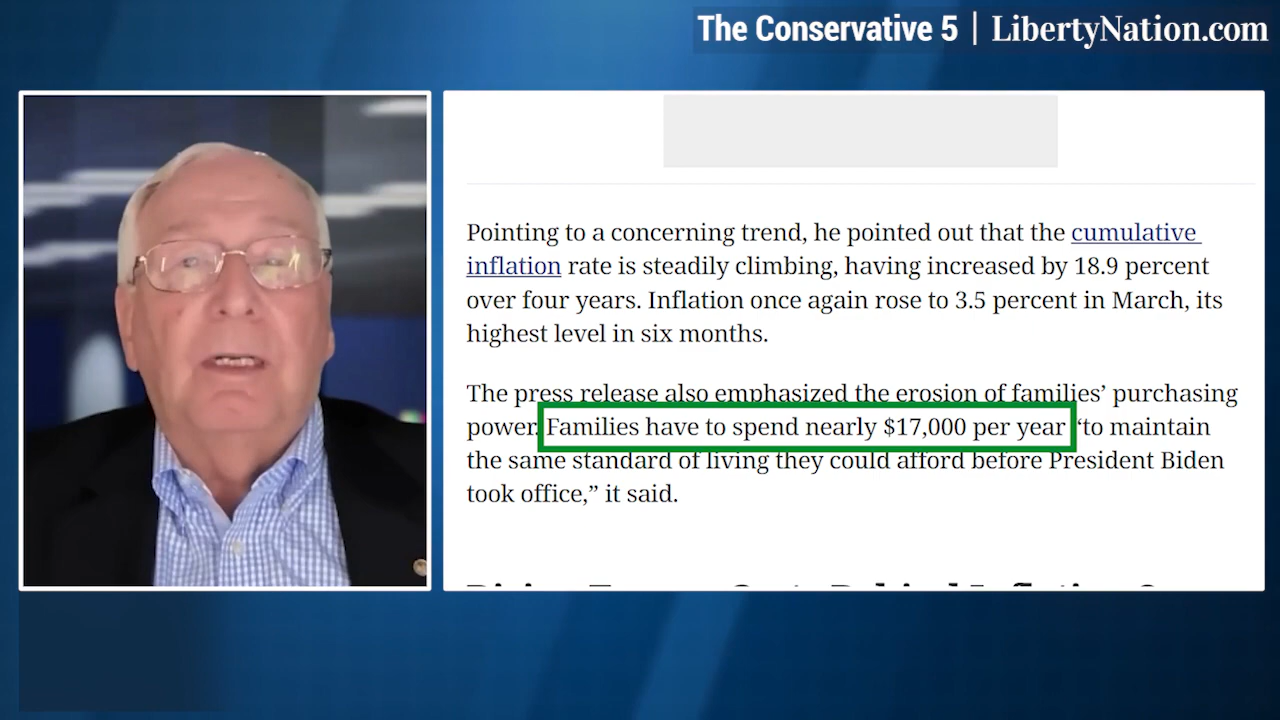 The Conservative 5 | LibertyNation.com
Pointing to a concerning trend, he pointed out that the cumulative
inflation rate is steadily climbing, having increased by 18.9 percent
over four years. Inflation once again rose to 3.5 percent in March, its
highest level in six months.
The press release also emphasized the erosion of families’ purchasing
power. Families have to spend nearly $17,000 per year “to maintain
the same standard of living they could afford before President Biden
took office,” it said.